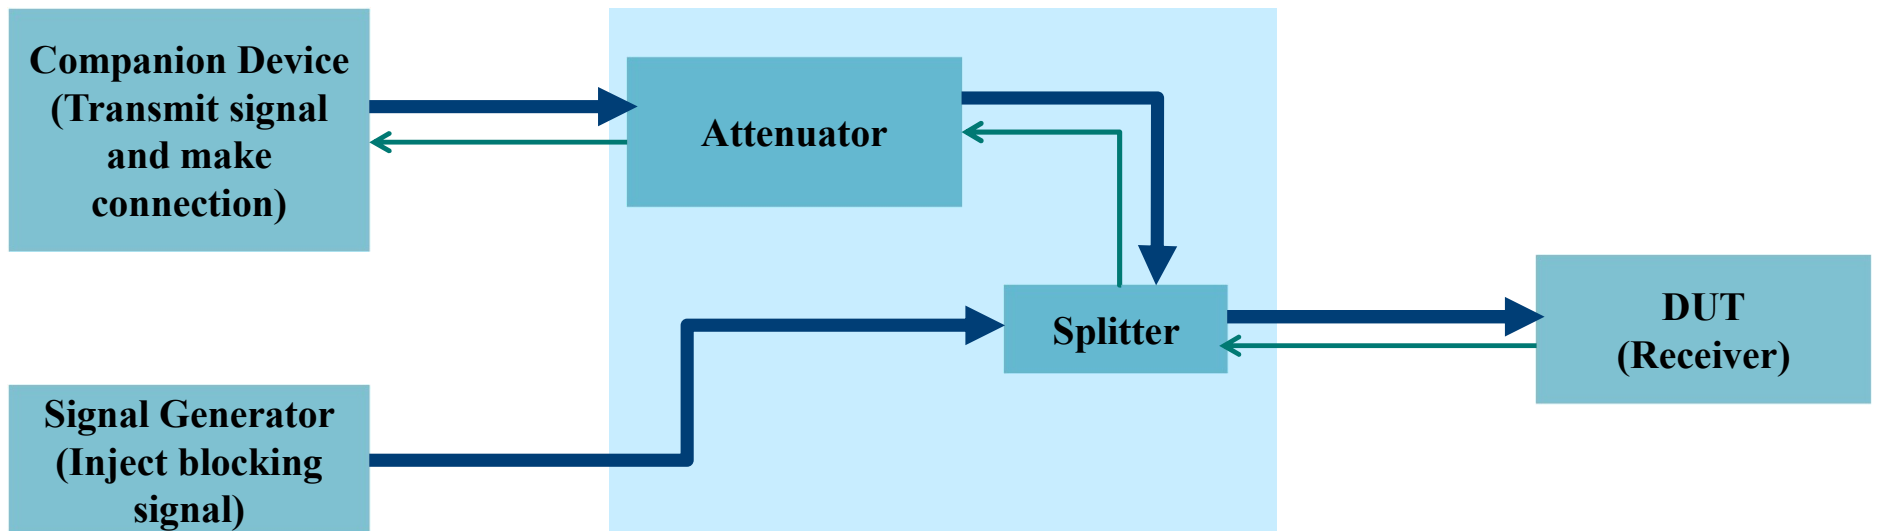 Companion Device
(Transmit signal
and make
connection)
Attenuator
Splitter
DUT
(Receiver)
Signal Generator
(Inject blocking
signal)